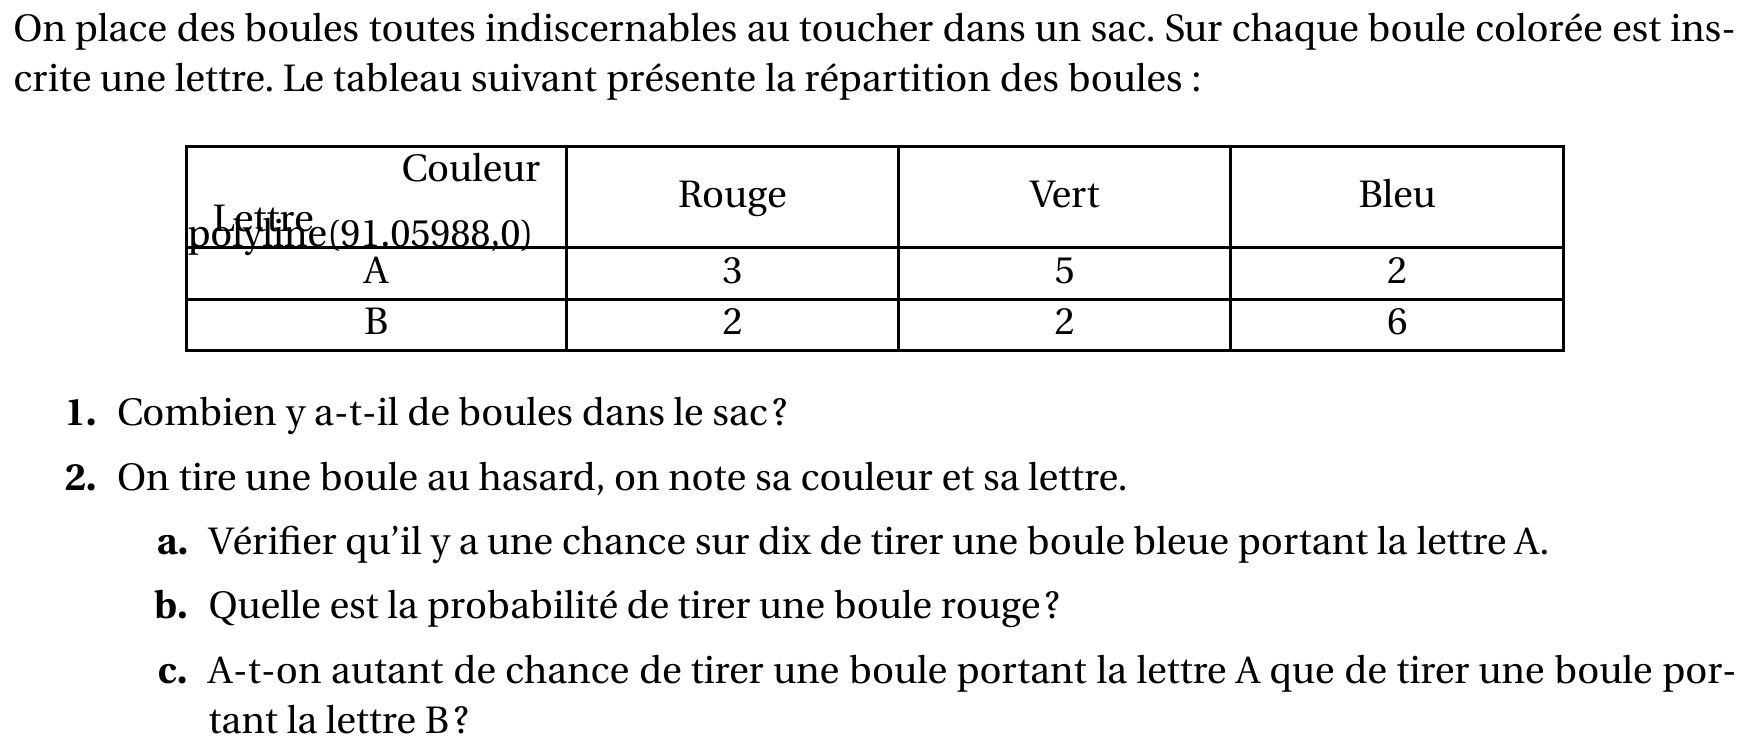 On place des boules toutes indiscernables au toucher dans un sac. Sur chaque boule colorée est ins-
crite une lettre. Le tableau suivant présente la répartition des boules :
Couleur
Lettre
polyline(91.05988,0)
Rouge Vert Bleu
A 3 5 2
B 2 2 6
1. Combien y a-t-il de boules dans le sac ?
2. On tire une boule au hasard, on note sa couleur et sa lettre.
a. Vérifier qu’il y a une chance sur dix de tirer une boule bleue portant la lettre A.
b. Quelle est la probabilité de tirer une boule rouge ?
c. A-t-on autant de chance de tirer une boule portant la lettre A que de tirer une boule por-
tant la lettre B ?